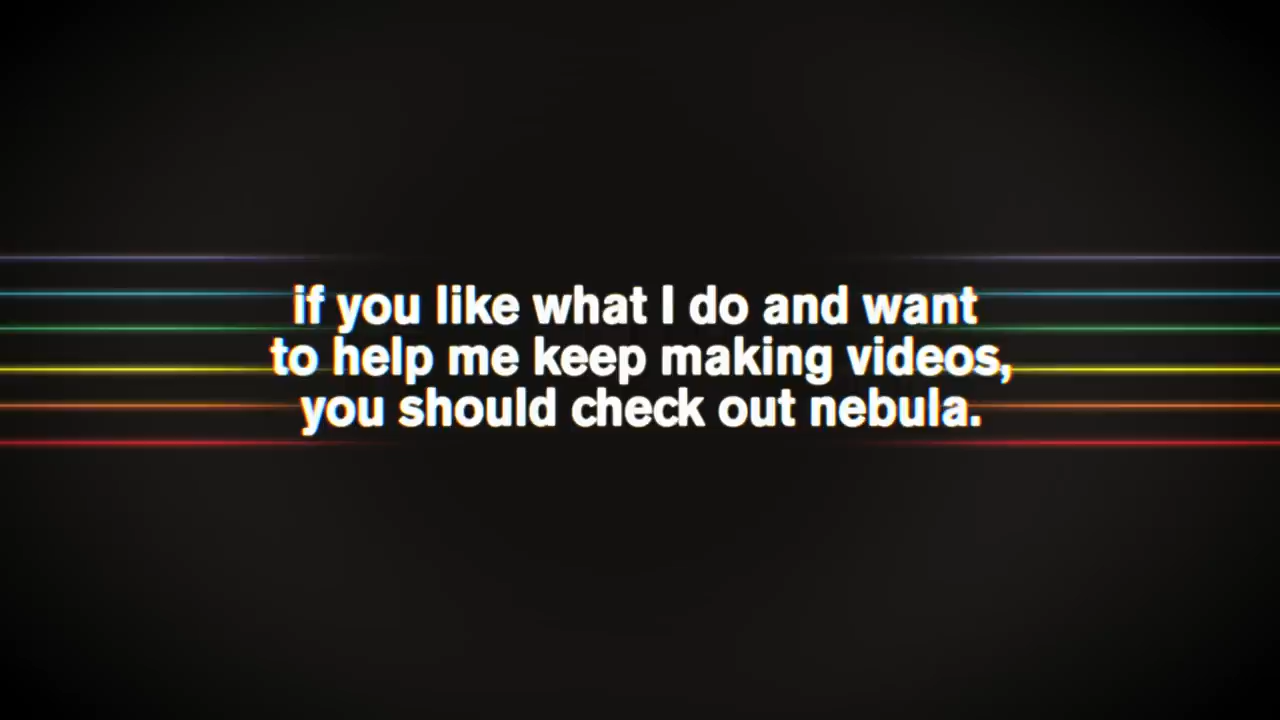 if you like what I do and want
to help me keep making videos,
you should check out nebula.